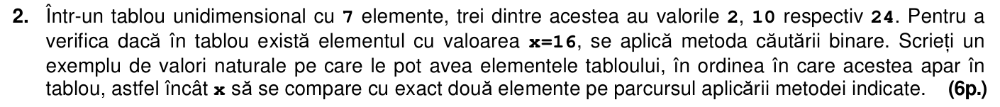 2. Într-un tablou unidimensional cu 7 elemente, trei dintre acestea au valorile 2, 10 respectiv 24. Pentru a
verifica dacă în tablou există elementul cu valoarea x=16, se aplică metoda căutării binare. Scrieți un
exemplu de valori naturale pe care le pot avea elementele tabloului, în ordinea în care acestea apar în
tablou, astfel încât x să se compare cu exact două elemente pe parcursul aplicării metodei indicate. (6p.)